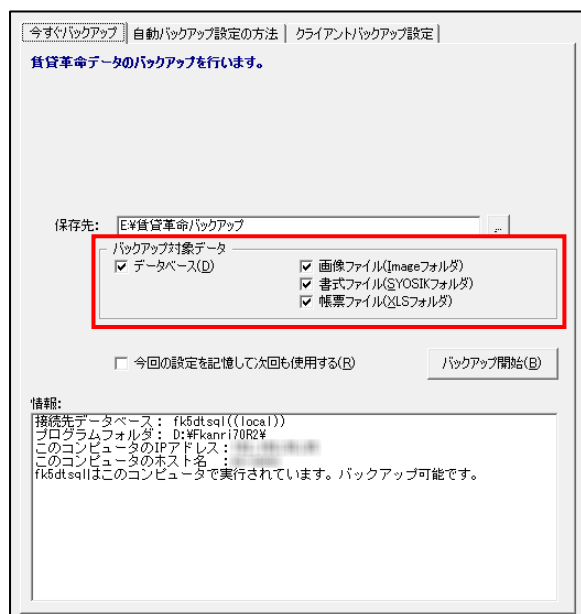 今すぐバックアップ 自動バックアップ設定の方法 クライアントバックアップ設定
賃貸革命データのバックアップを行います。
保存先: E:¥賃貸革命バックアップ ...
バックアップ対象データ
データベース(D) 画像ファイル(Imageフォルダ)
書式ファイル(SYOSIKフォルダ)
帳票ファイル(XLSフォルダ)
今回の設定を記憶して次回も使用する(R) バックアップ開始(B)
情報:
接続先データベース: fk5dtsql((local))
プログラムフォルダ: D:¥Fkanri70R2¥
このコンピュータのIPアドレス:
このコンピュータのホスト名 :
fk5dtsqlはこのコンピュータで実行されています。バックアップ可能です。